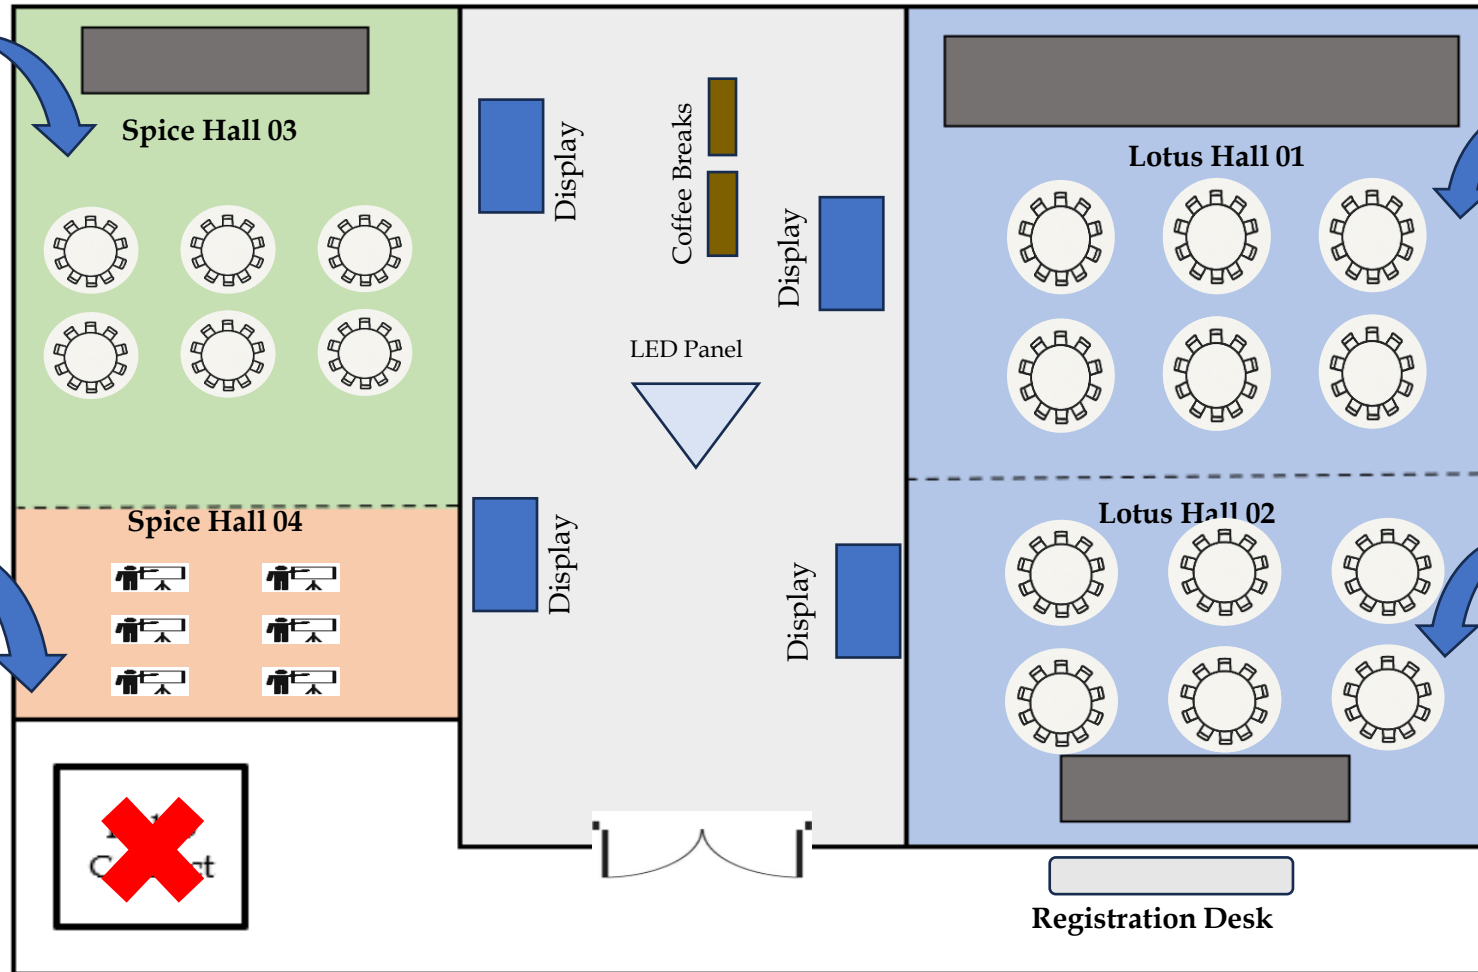 Spice Hall 03
Display
Coffee Breaks
Display
Lotus Hall 01
LED Panel
Spice Hall 04
Display
Display
Lotus Hall 02
Registration Desk